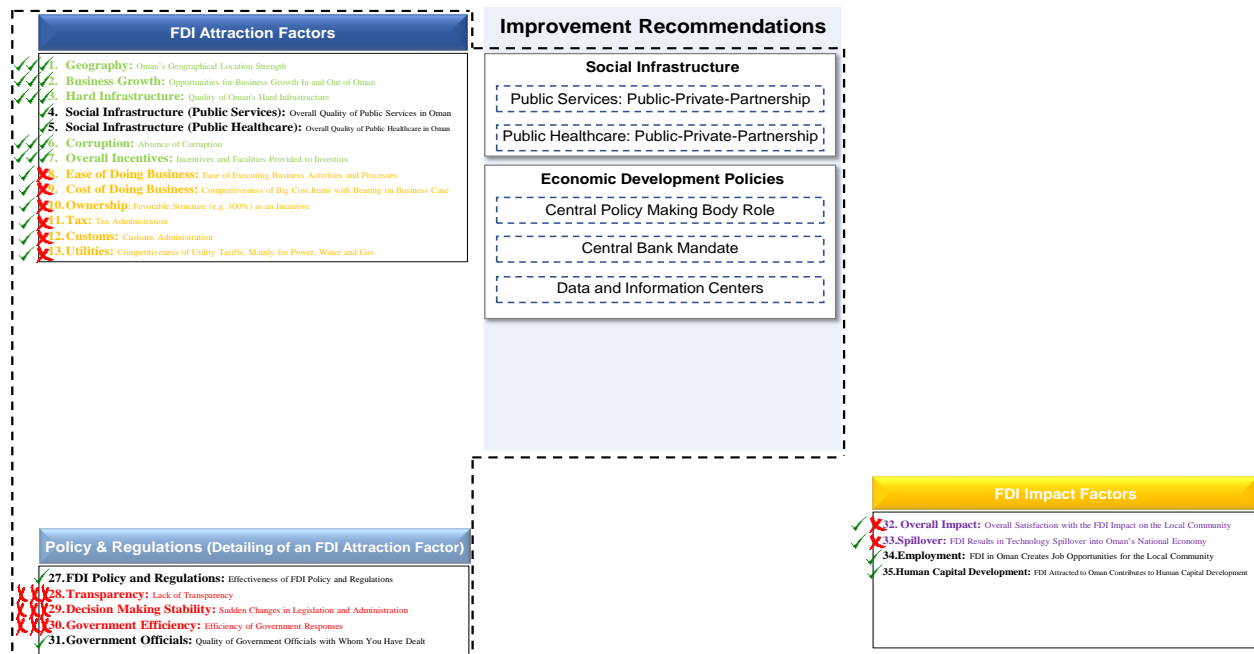 FDI Attraction Factors
1. Geography: Oman's Geographical Location Strength
2. Business Growth: Opportunities for Business Growth In and Out of Oman
3. Hard Infrastructure: Quality of Oman's Hard Infrastructure
4. Social Infrastructure (Public Services): Overall Quality of Public Services in Oman
5. Social Infrastructure (Public Healthcare): Overall Quality of Public Healthcare in Oman
6. Corruption: Absence of Corruption
7. Overall Incentives: Incentives and Facilities Provided to Investors
8. Ease of Doing Business: Ease of Executing Business Activities and Processes
9. Cost of Doing Business: Competitiveness of Big Cost Items with Bearing on Business Case
10. Ownership: Favorable Structure (e.g. 100%) as an Incentive
11. Tax: Tax Administration
12. Customs: Customs Administration
13. Utilities: Competitiveness of Utility Tariffs, Mainly for Power, Water and Gas
Improvement Recommendations
Social Infrastructure
Public Services: Public-Private-Partnership
Public Healthcare: Public-Private-Partnership
Economic Development Policies
Central Policy Making Body Role
Central Bank Mandate
Data and Information Centers
Policy & Regulations (Detailing of an FDI Attraction Factor)
27. FDI Policy and Regulations: Effectiveness of FDI Policy and Regulations
28. Transparency: Lack of Transparency
29. Decision Making Stability: Sudden Changes in Legislation and Administration
30. Government Efficiency: Efficiency of Government Responses
31. Government Officials: Quality of Government Officials with Whom You Have Dealt
FDI Impact Factors
32. Overall Impact: Overall Satisfaction with the FDI Impact on the Local Community
33. Spillover: FDI Results in Technology Spillover into Oman's National Economy
34. Employment: FDI in Oman Creates Job Opportunities for the Local Community
35. Human Capital Development: FDI Attracted to Oman Contributes to Human Capital Development